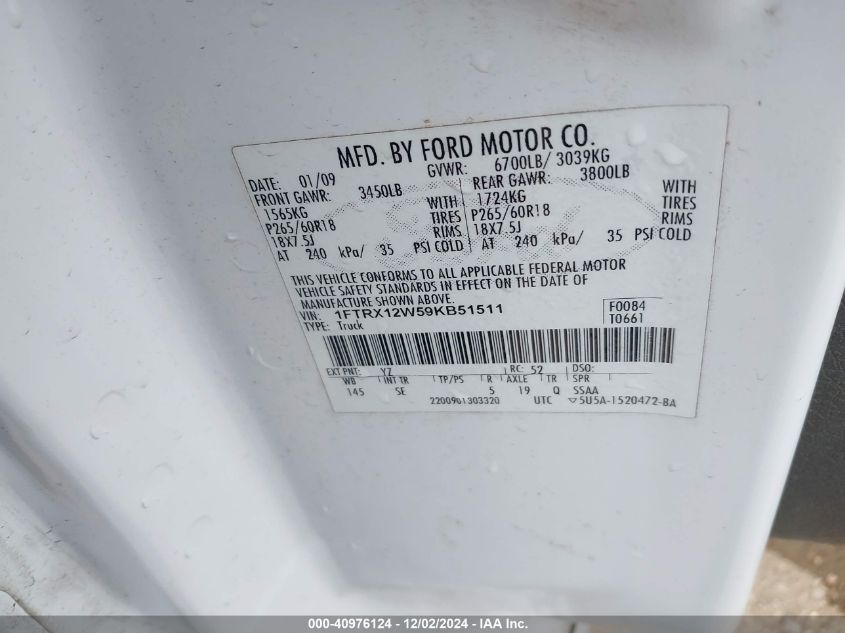 MFD. BY FORD MOTOR CO.
DATE: 01/09 GVWR: 6700LB/ 3039KG
FRONT GAWR: 3450LB REAR GAWR: 3800LB
1565KG WITH 1724KG WITH
P265/60R18 TIRES P265/60R18 TIRES
18X7.5J RIMS 18X7.5J RIMS
AT 240 kPa/ 35 PSI COLD AT 240 kPa/ 35 PSI COLD
THIS VEHICLE CONFORMS TO ALL APPLICABLE FEDERAL MOTOR
VEHICLE SAFETY STANDARDS IN EFFECT ON THE DATE OF
MANUFACTURE SHOWN ABOVE.
VIN: 1FTRX12W59KB51511 F0084
TYPE: Truck T0661
EXT PNT: YZ RC: 52 DSO:
WB INT TR TP/PS R AXLE TR SPR
145 SE 5 19 Q SSAA
2200901303320 UTC 5U5A-1520472-BA
000-40976124 - 12/02/2024 - IAA Inc.